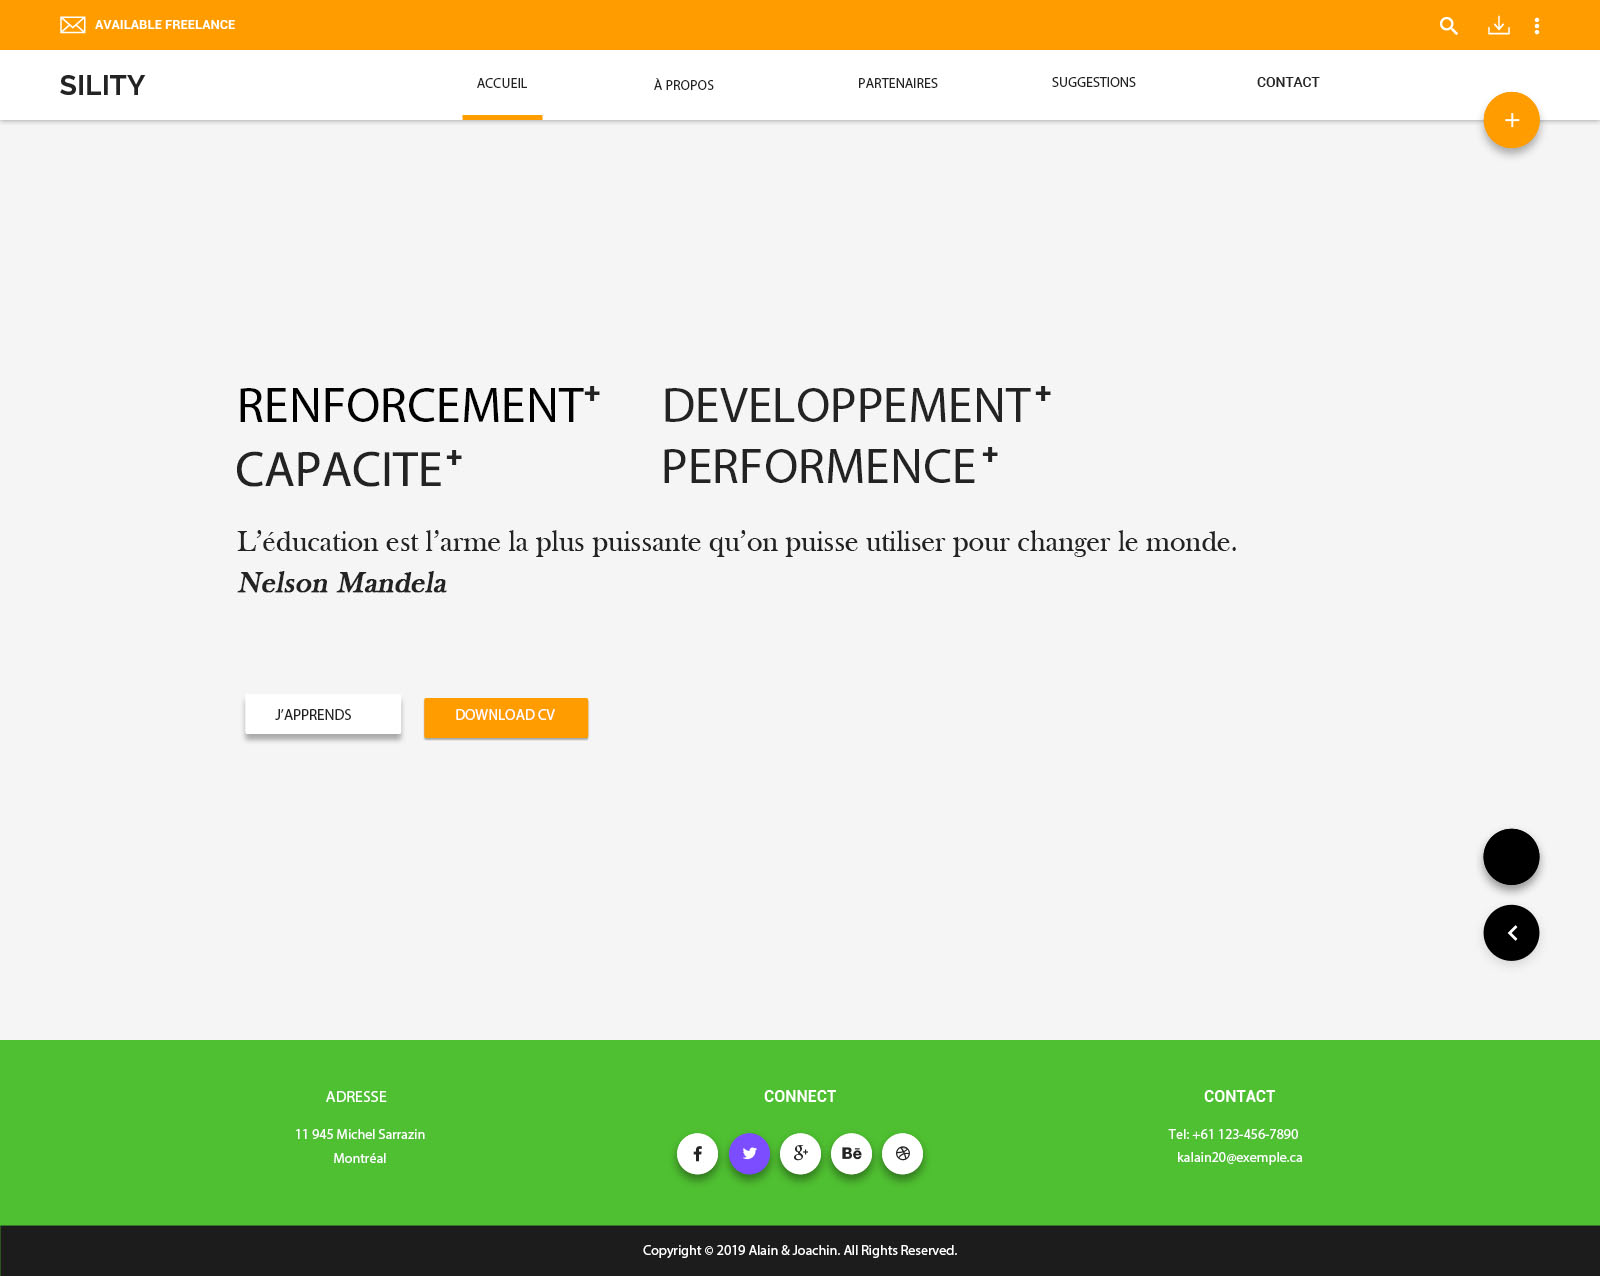 AVAILABLE FREELANCE
SILITY
ACCUEIL
À PROPOS
PARTENAIRES
SUGGESTIONS
CONTACT
RENFORCEMENT+
CAPACITE+
DEVELOPPEMENT+
PERFORMENCE+
L’éducation est l’arme la plus puissante qu’on puisse utiliser pour changer le monde.
Nelson Mandela
J’APPRENDS
DOWNLOAD CV
ADRESSE
11 945 Michel Sarrazin
Montréal
CONNECT
CONTACT
Tel: +61 123-456-7890
kalain20@exemple.ca
Copyright © 2019 Alain & Joachin. All Rights Reserved.